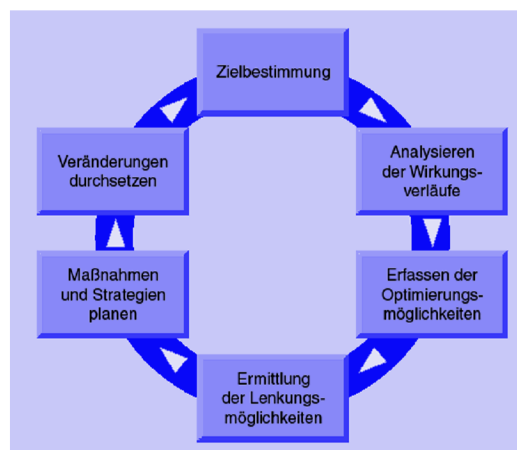 Zielbestimmung
Analysieren
der Wirkungs-
verläufe
Erfassen der
Optimierungs-
möglichkeiten
Ermittlung
der Lenkungs-
möglichkeiten
Maßnahmen
und Strategien
planen
Veränderungen
durchsetzen